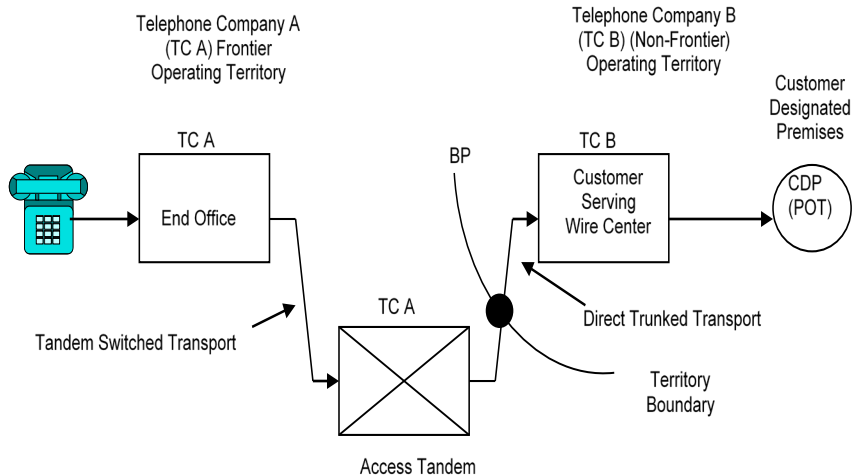 Telephone Company A
(TC A) Frontier
Operating Territory
Telephone Company B
(TC B) (Non-Frontier)
Operating Territory
Customer
Designated
Premises
TC A
End Office
BP
TC B
Customer
Serving
Wire Center
CDP
(POT)
Tandem Switched Transport
TC A
Access Tandem
Direct Trunked Transport
Territory
Boundary